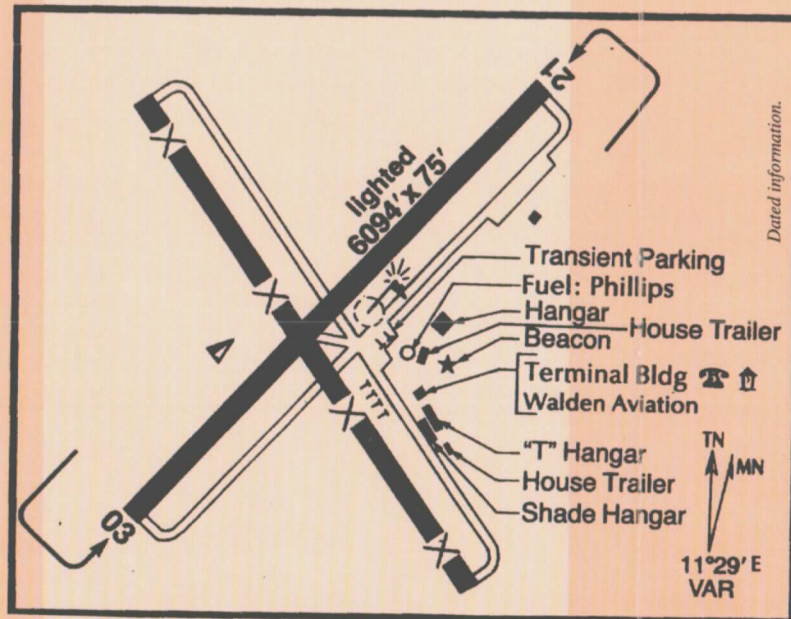 21
lighted
6094' x 75'
Dated information.
Transient Parking
Fuel: Phillips
Hangar
House Trailer
Beacon
Terminal Bldg
Walden Aviation
"T" Hangar
House Trailer
Shade Hangar
TN
MN
11°29' E
VAR
03
X
X
X
X
T T T T